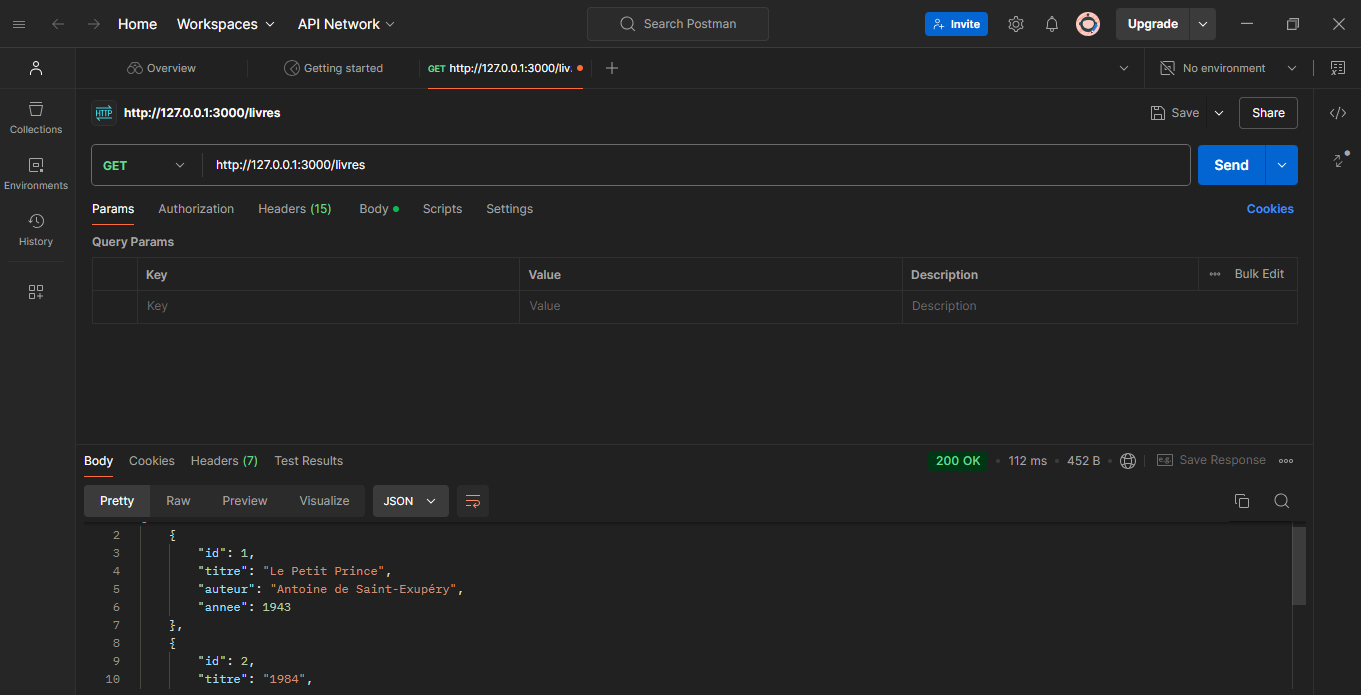 Home Workspaces API Network Search Postman Invite Upgrade
Overview Getting started GET http://127.0.0.1:3000/liv. No environment
HTTP http://127.0.0.1:3000/livres Save Share
Collections
GET http://127.0.0.1:3000/livres Send
Environments
Params Authorization Headers (15) Body Scripts Settings Cookies
History
Query Params
Key Value Description Bulk Edit
Key Value Description
Body Cookies Headers (7) Test Results 200 OK 112 ms 452 B Save Response
Pretty Raw Preview Visualize JSON
2 {
3 "id": 1,
4 "titre": "Le Petit Prince",
5 "auteur": "Antoine de Saint-Exupéry",
6 "annee": 1943
7 },
8 {
9 "id": 2,
10 "titre": "1984",